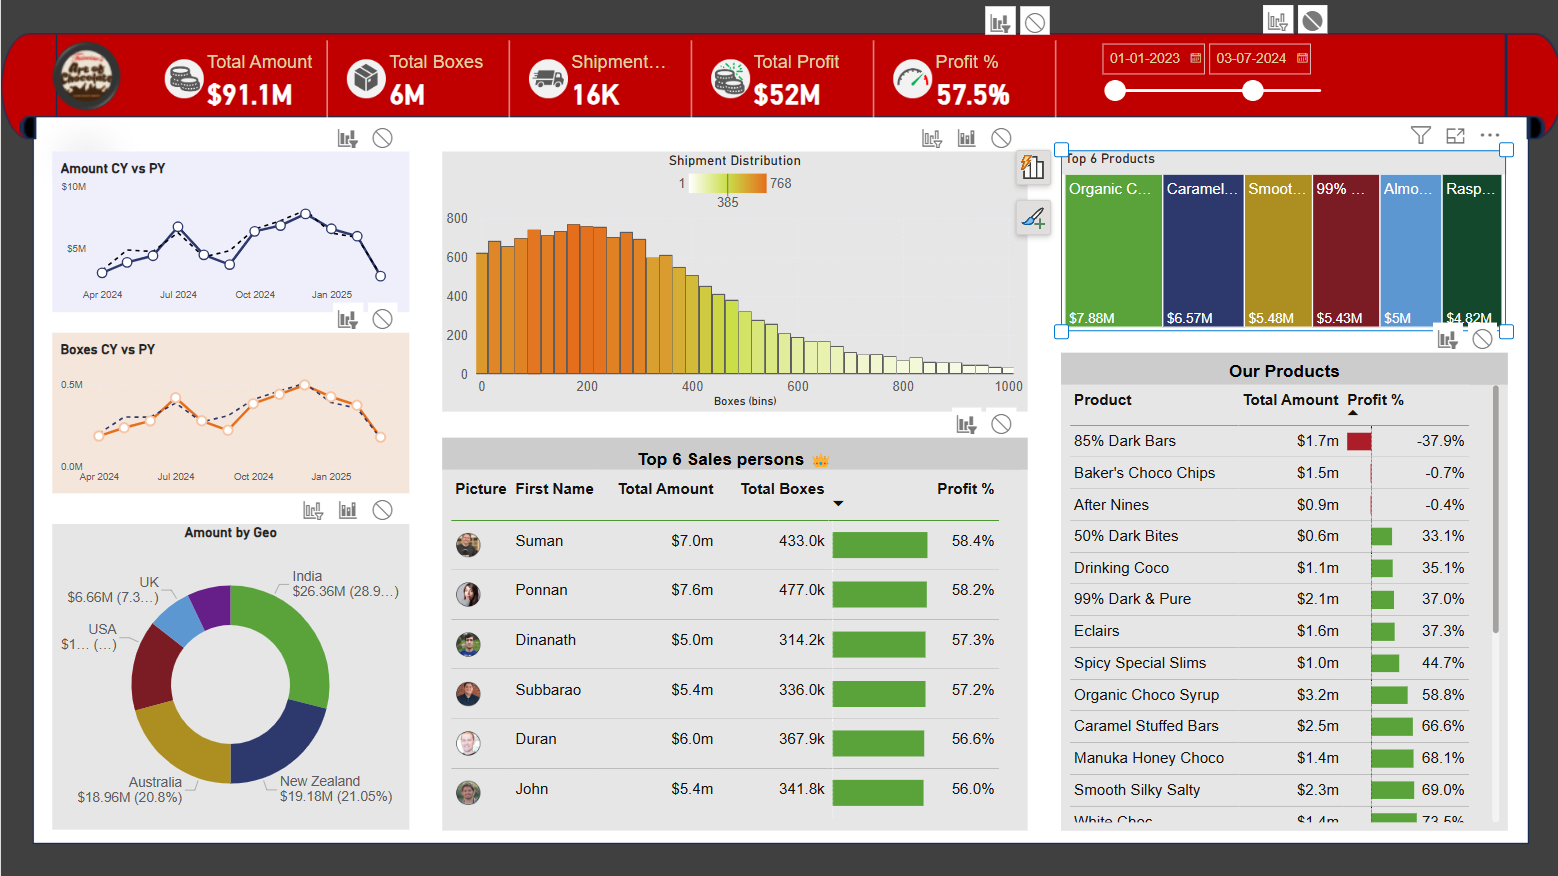 Total Amount
$91.1M
Total Boxes
6M
Shipment...
16K
Total Profit
$52M
Profit %
57.5%
01-01-2023
03-07-2024
Amount CY vs PY
$10M
$5M
Apr 2024 Jul 2024 Oct 2024 Jan 2025
Boxes CY vs PY
0.5M
0.0M
Apr 2024 Jul 2024 Oct 2024 Jan 2025
Amount by Geo
India
$26.36M (28.9...)
UK
$6.66M (7.3...)
USA
$1... (...)
Australia
$18.96M (20.8%)
New Zealand
$19.18M (21.05%)
Shipment Distribution
1 768
385
800
600
400
200
0
0 200 400 600 800 1000
Boxes (bins)
Top 6 Sales persons
Picture First Name Total Amount Total Boxes Profit %
Suman $7.0m 433.0k 58.4%
Ponnan $7.6m 477.0k 58.2%
Dinanath $5.0m 314.2k 57.3%
Subbarao $5.4m 336.0k 57.2%
Duran $6.0m 367.9k 56.6%
John $5.4m 341.8k 56.0%
Top 6 Products
Organic C... Caramel... Smoot... 99% ... Almo... Rasp...
$7.88M $6.57M $5.48M $5.43M $5M $4.82M
Our Products
Product Total Amount Profit %
85% Dark Bars $1.7m -37.9%
Baker's Choco Chips $1.5m -0.7%
After Nines $0.9m -0.4%
50% Dark Bites $0.6m 33.1%
Drinking Coco $1.1m 35.1%
99% Dark & Pure $2.1m 37.0%
Eclairs $1.6m 37.3%
Spicy Special Slims $1.0m 44.7%
Organic Choco Syrup $3.2m 58.8%
Caramel Stuffed Bars $2.5m 66.6%
Manuka Honey Choco $1.4m 68.1%
Smooth Silky Salty $2.3m 69.0%
White Choc $1.4m 73.5%